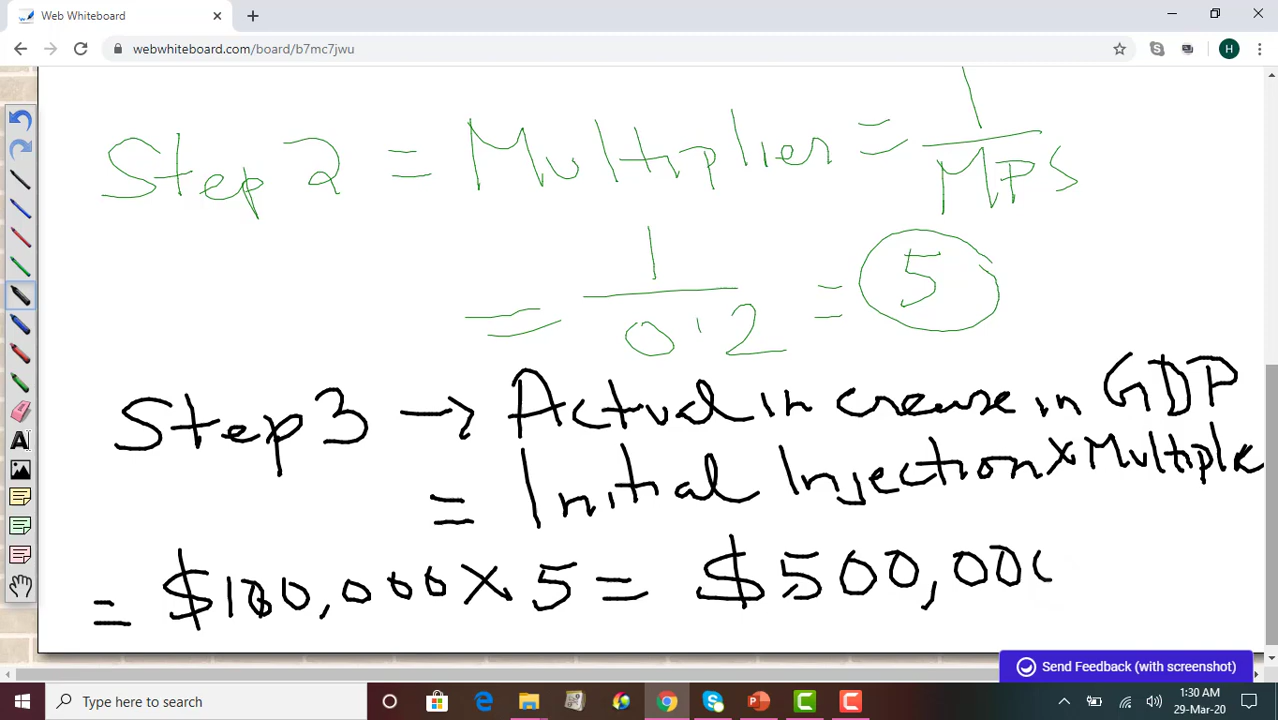 Web Whiteboard
webwhiteboard.com/board/b7mc7jwu
H
Step 2 = Multiplier = 1/MPS
= 1/0.2 = 5
Step 3 → Actual increase in GDP
= Initial Injection × Multiplie
= $100,000 × 5 = $500,000
A
Send Feedback (with screenshot)
Type here to search
1:30 AM
29-Mar-20